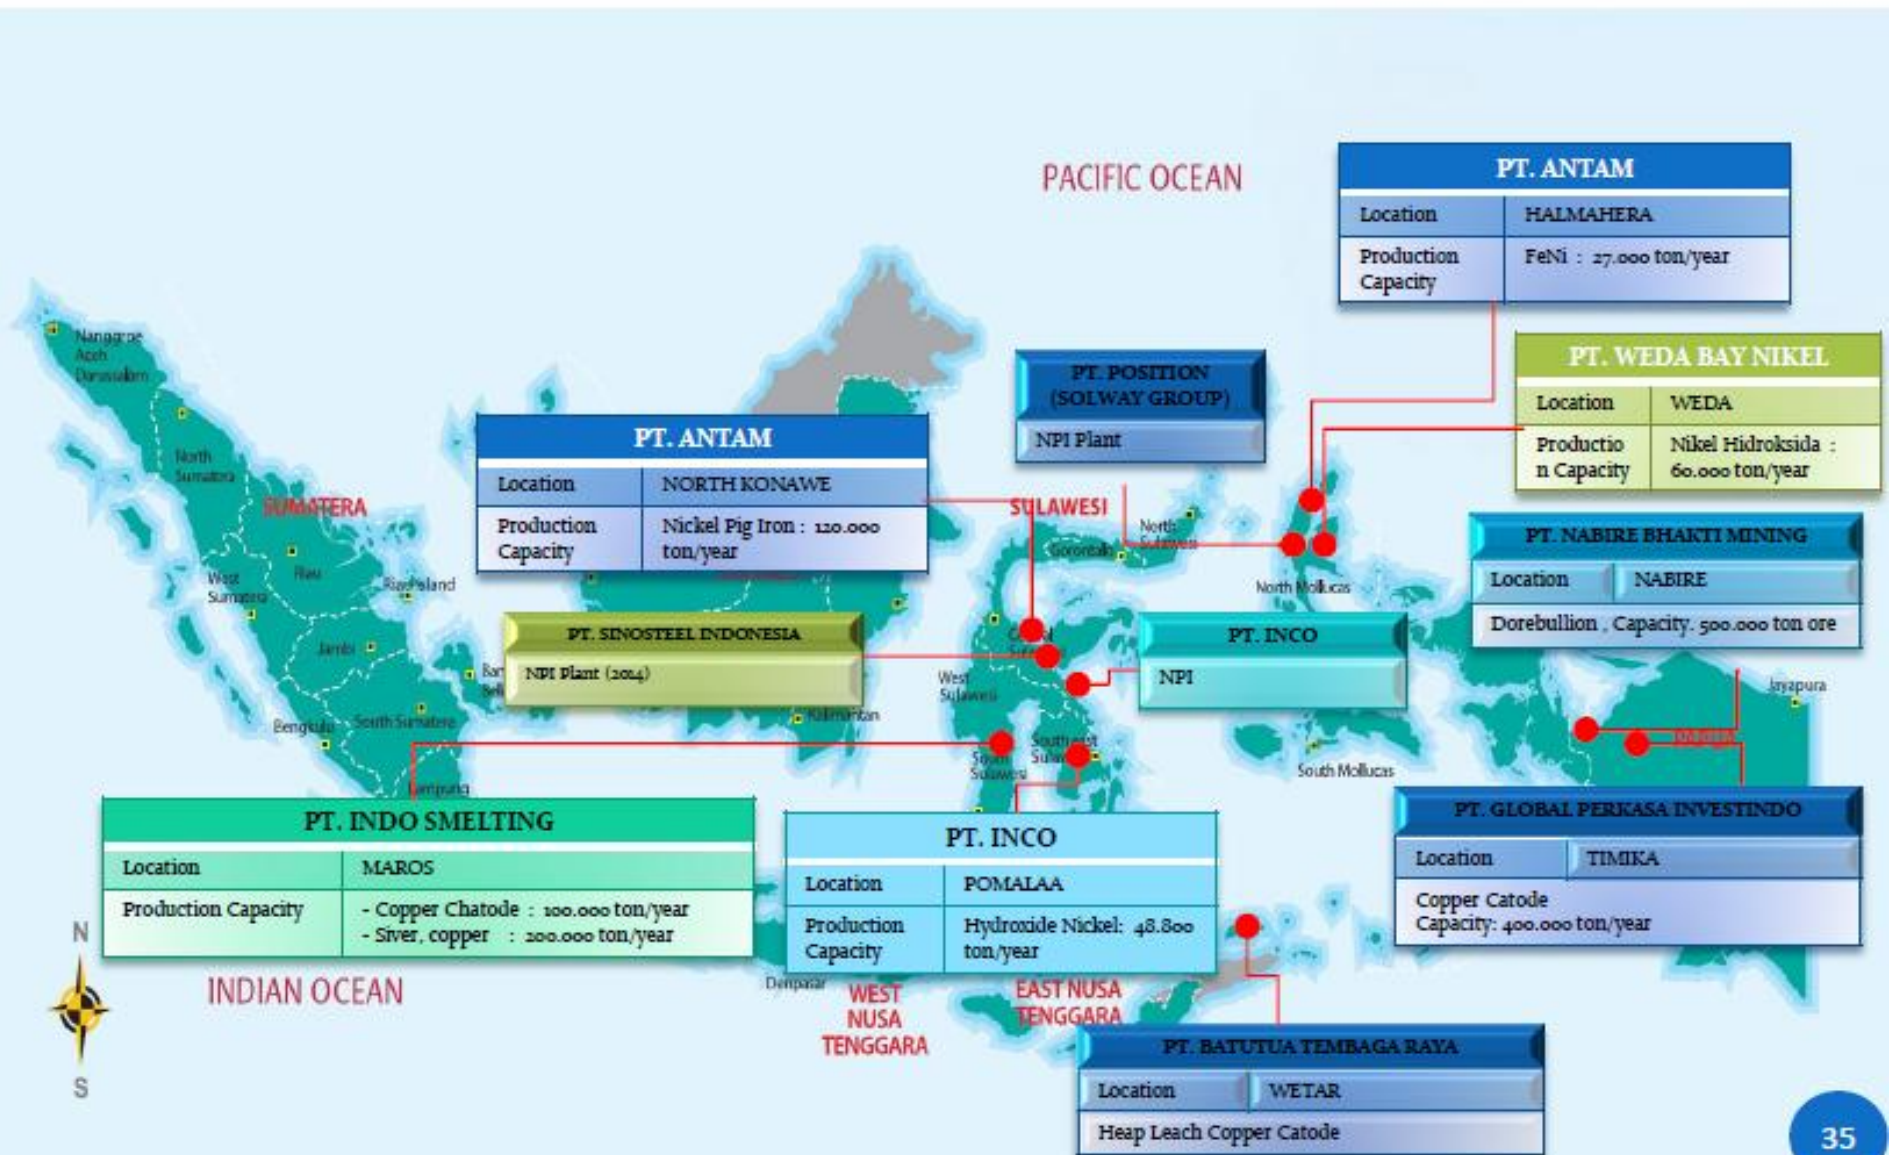 PACIFIC OCEAN
PT. ANTAM
Location HALMAHERA
Production Capacity FeNi : 27.000 ton/year
PT. WEDA BAY NIKEL
Location WEDA
Productio n Capacity Nikel Hidroksida : 60.000 ton/year
PT. POSITION
(SOLWAY GROUP)
NPI Plant
Nanggroe
Aceh
Darussalam
North
Sumatera
SUMATERA
PT. ANTAM
Location NORTH KONAWE
Production Capacity Nickel Pig Iron : 120.000 ton/year
SULAWESI
North
Sulawesi
Gorontalo
North Mollucas
PT. NABIRE BHAKTI MINING
Location NABIRE
Dorebullion , Capacity. 500.000 ton ore
West
Sumatera
Riau
Riau Island
Jambi
Bengkulu
South Sumatera
Lampung
PT. SINOSTEEL INDONESIA
NPI Plant (2014)
Kalimantan
PT. INCO
NPI
West
Sulawesi
South
Sulawesi
Southeast
South Mollucas
Jayapura
PT. INDO SMELTING
Location MAROS
Production Capacity - Copper Chatode : 100.000 ton/year
- Siver, copper : 200.000 ton/year
PT. INCO
Location POMALAA
Production Capacity Hydroxide Nickel: 48.800 ton/year
PT. GLOBAL PERKASA INVESTINDO
Location TIMIKA
Copper Catode
Capacity: 400.000 ton/year
N
S
INDIAN OCEAN
Denpasar
WEST
NUSA
TENGGARA
EAST NUSA
TENGGARA
PT. BATUTUA TEMBAGA RAYA
Location WETAR
Heap Leach Copper Catode
35